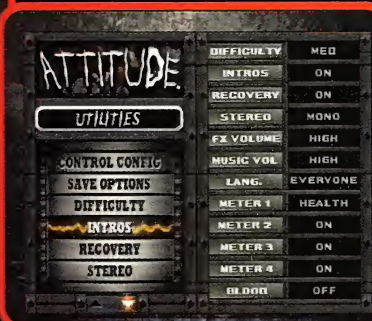 ATTITUDE
UTILITIES
CONTROL CONFIG
SAVE OPTIONS
DIFFICULTY
INTROS
RECOVERY
STEREO
DIFFICULTY MED
INTROS ON
RECOVERY ON
STEREO MONO
FX VOLUME HIGH
MUSIC VOL HIGH
LANG. EVERYONE
METER 1 HEALTH
METER 2 ON
METER 3 ON
METER 4 ON
BLOOD OFF